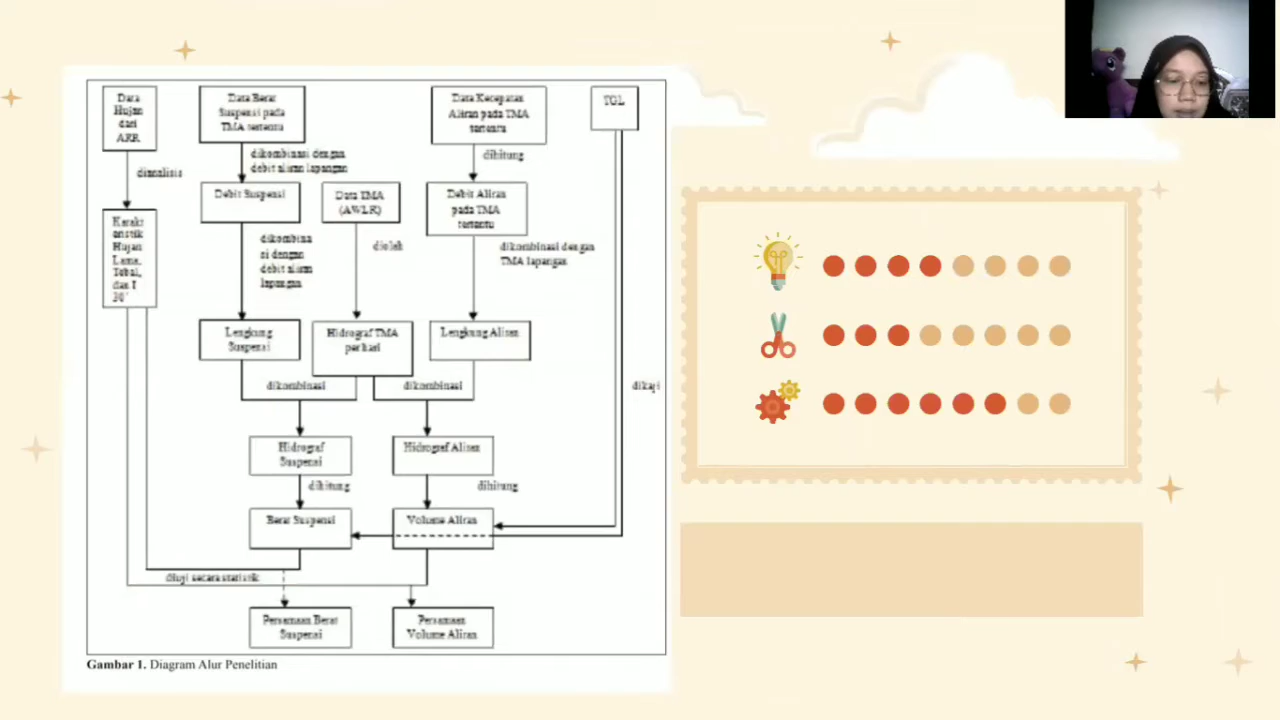 Data
Hujan
dari
ARR
Data Berat
Suspensi pada
TMA tertentu
Data Kecepatan
Aliran pada TMA
tertentu
TGL
dianalisis
dikombinasi dengan
debit aliran lapangan
dihitung
Debit Suspensi
Data TMA
(AWLR)
Debit Aliran
pada TMA
tertentu
Karakt
eristik
Hujan
Lama,
Tebal,
dan I
30'
dikombina
si dengan
debit aliran
lapangan
diolah
dikombinasi dengan
TMA lapangan
Lengkung
Suspensi
Hidrograf TMA
per hari
Lengkung Aliran
dikombinasi
dikombinasi
dikaji
Hidrograf
Suspensi
Hidrograf Aliran
dihitung
dihitung
Berat Suspensi
Volume Aliran
diuji secara statistik
Persamaan Berat
Suspensi
Persamaan
Volume Aliran
Gambar 1. Diagram Alur Penelitian